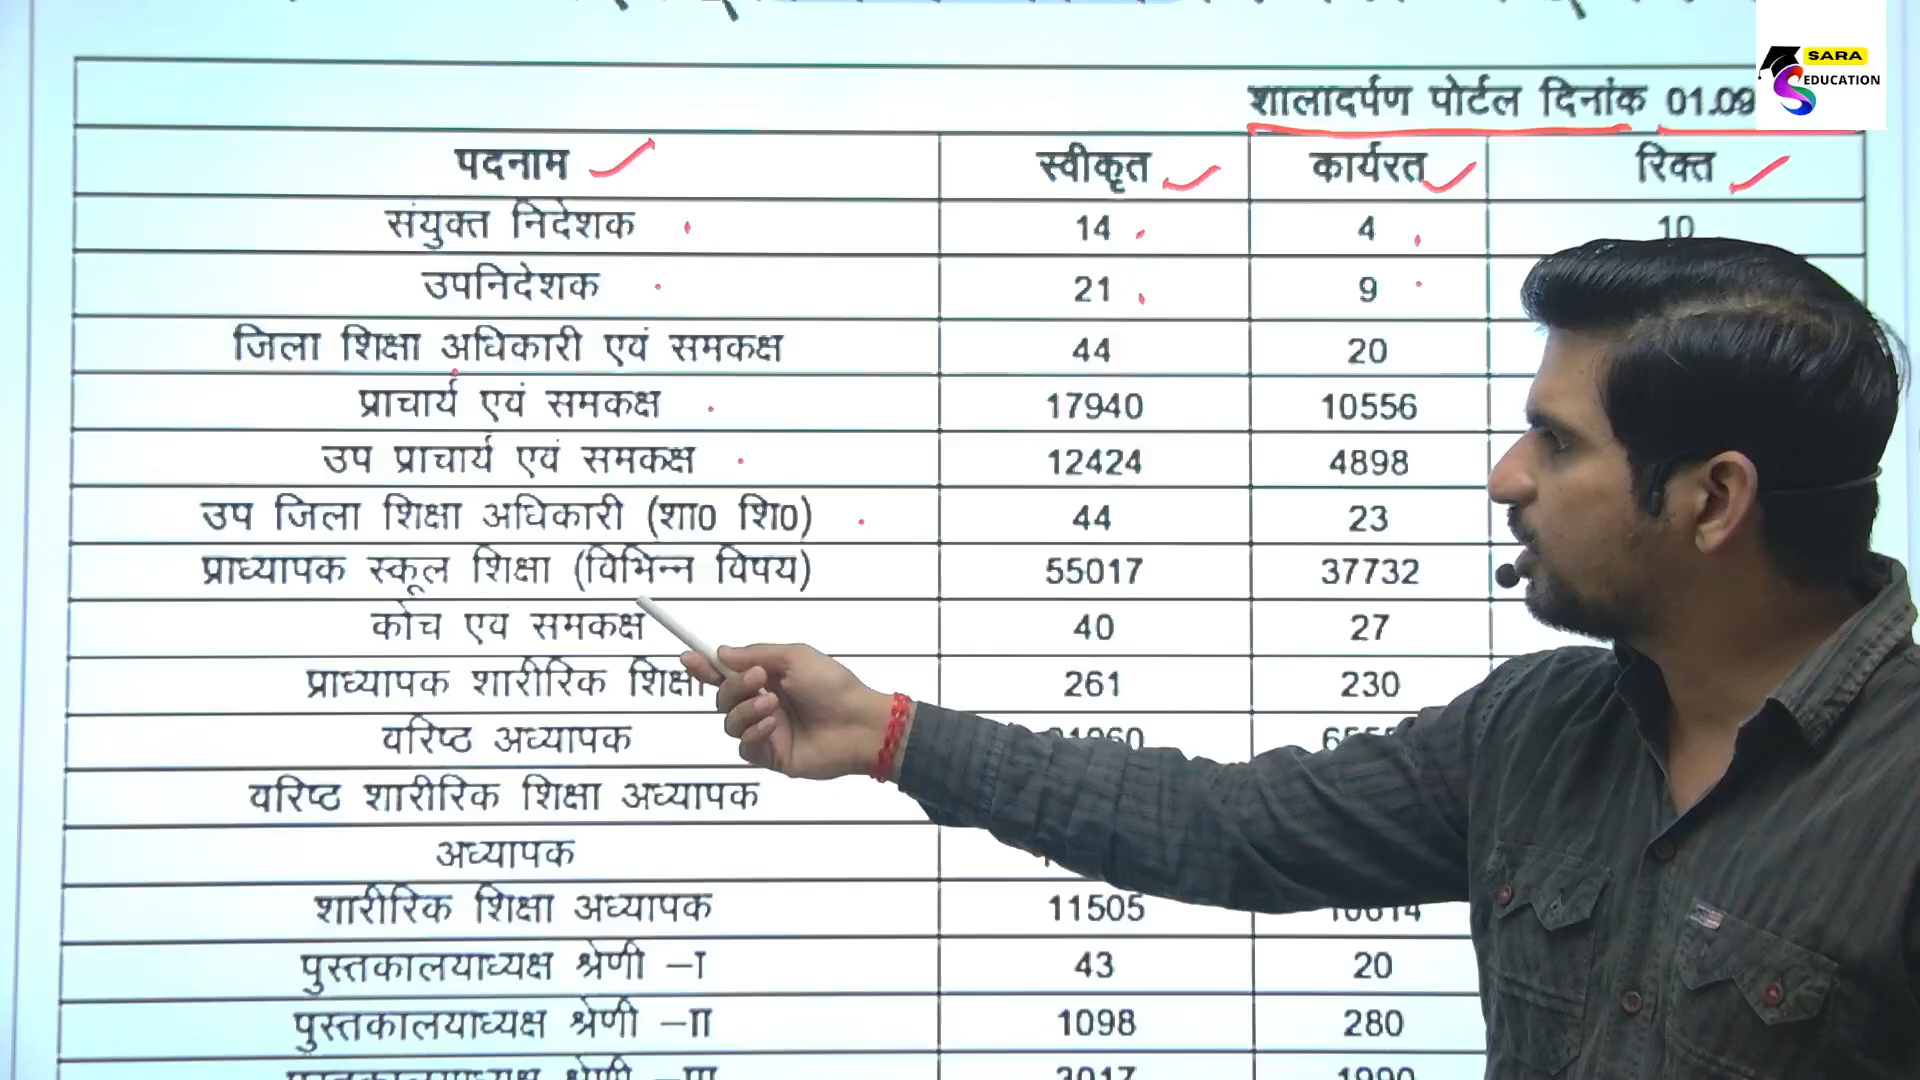 SARA
EDUCATION
शालादर्पण पोर्टल दिनांक 01.09
पदनाम स्वीकृत कार्यरत रिक्त
संयुक्त निदेशक 14 4 10
उपनिदेशक 21 9
जिला शिक्षा अधिकारी एवं समकक्ष 44 20
प्राचार्य एवं समकक्ष 17940 10556
उप प्राचार्य एवं समकक्ष 12424 4898
उप जिला शिक्षा अधिकारी (शा0 शि0) 44 23
प्राध्यापक स्कूल शिक्षा (विभिन्न विषय) 55017 37732
कोच एवं समकक्ष 40 27
प्राध्यापक शारीरिक शिक्षा 261 230
वरिष्ठ अध्यापक
वरिष्ठ शारीरिक शिक्षा अध्यापक
अध्यापक
शारीरिक शिक्षा अध्यापक 11505
पुस्तकालयाध्यक्ष श्रेणी –I 43 20
पुस्तकालयाध्यक्ष श्रेणी –II 1098 280